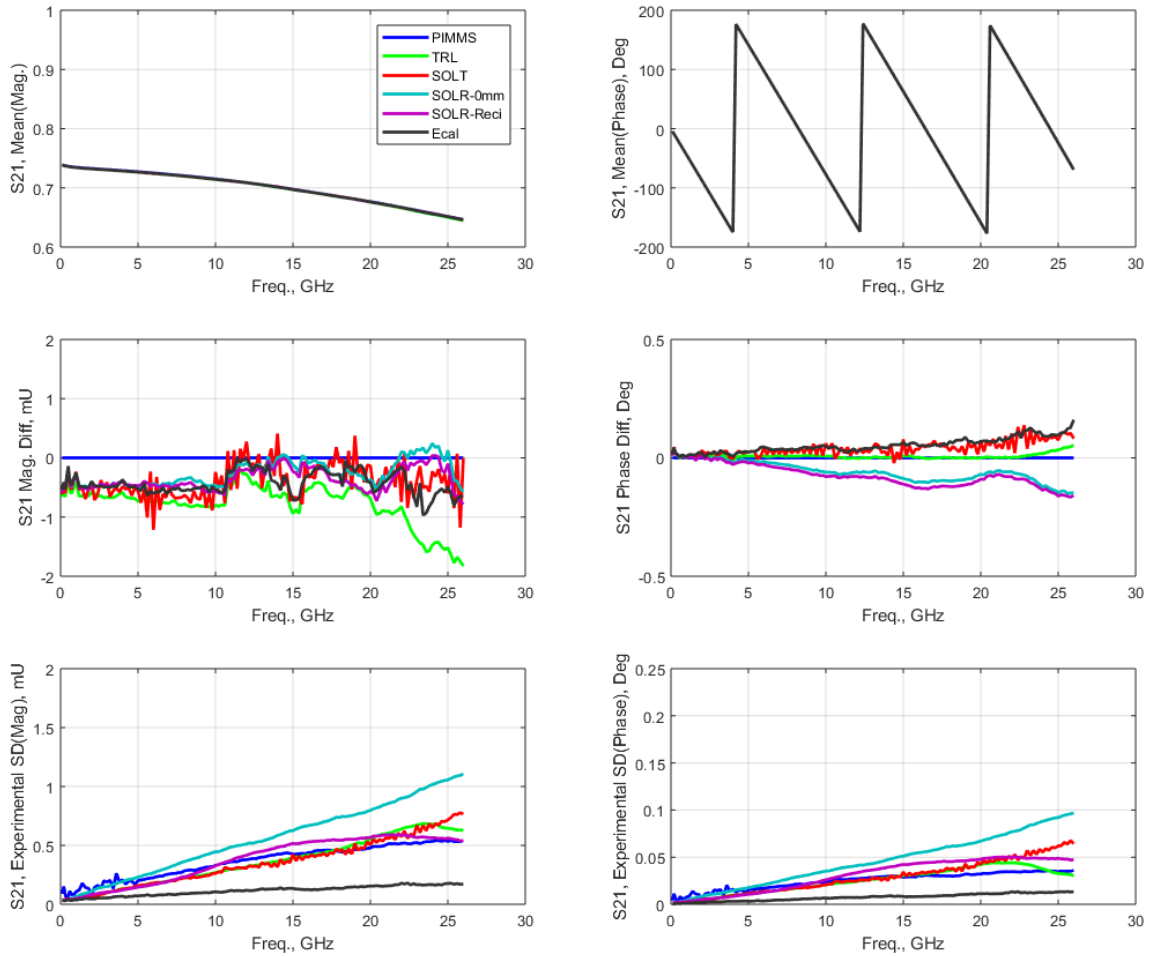 S21, Mean(Mag.)
1
0.9
0.8
0.7
0.6
0 5 10 15 20 25 30
Freq., GHz
PIMMS
TRL
SOLT
SOLR-0mm
SOLR-Reci
Ecal
S21, Mean(Phase), Deg
200
100
0
-100
-200
0 5 10 15 20 25 30
Freq., GHz
S21 Mag. Diff, mU
2
1
0
-1
-2
0 5 10 15 20 25 30
Freq., GHz
S21 Phase Diff, Deg
0.5
0
-0.5
0 5 10 15 20 25 30
Freq., GHz
S21, Experimental SD(Mag), mU
2
1.5
1
0.5
0
0 5 10 15 20 25 30
Freq., GHz
S21, Experimental SD(Phase), Deg
0.25
0.2
0.15
0.1
0.05
0
0 5 10 15 20 25 30
Freq., GHz